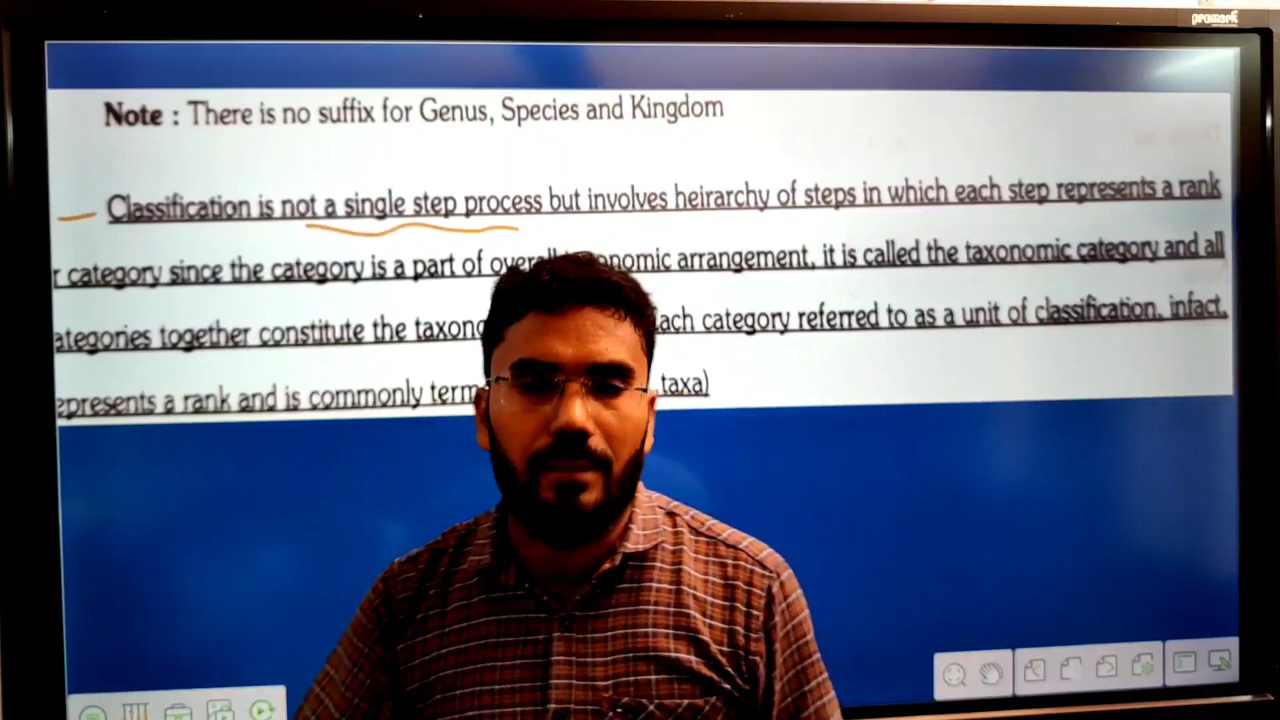 promark
Note : There is no suffix for Genus, Species and Kingdom
Classification is not a single step process but involves heirarchy of steps in which each step represents a rank
r category since the category is a part of overall onomic arrangement, it is called the taxonomic category and all
ategories together constitute the taxono ach category referred to as a unit of classification, infact,
epresents a rank and is commonly term taxa)